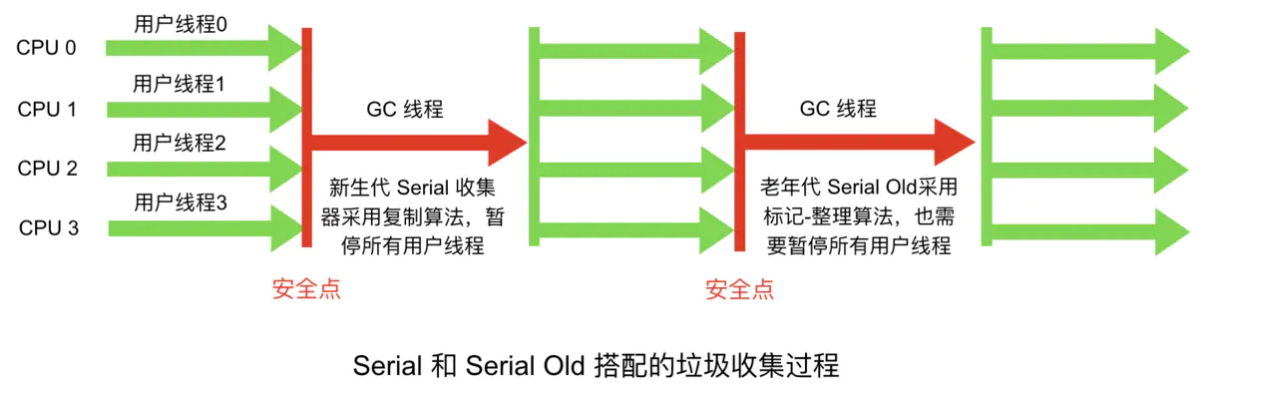 用户线程0
CPU 0
用户线程1
CPU 1
GC 线程
GC 线程
用户线程2
CPU 2
用户线程3
CPU 3
新生代 Serial 收集
器采用复制算法，暂
停所有用户线程
老年代 Serial Old采用
标记-整理算法，也需
要暂停所有用户线程
安全点
安全点
Serial 和 Serial Old 搭配的垃圾收集过程